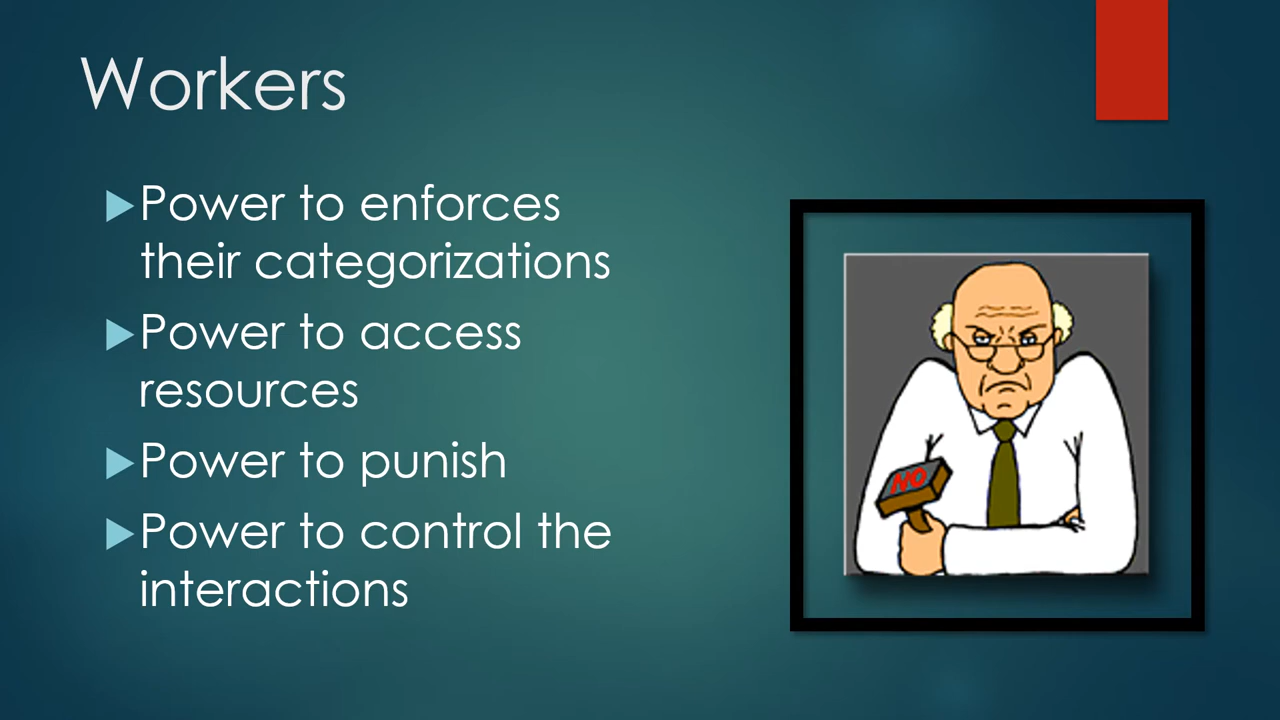 Workers
Power to enforces
their categorizations
Power to access
resources
Power to punish
Power to control the
interactions
NO